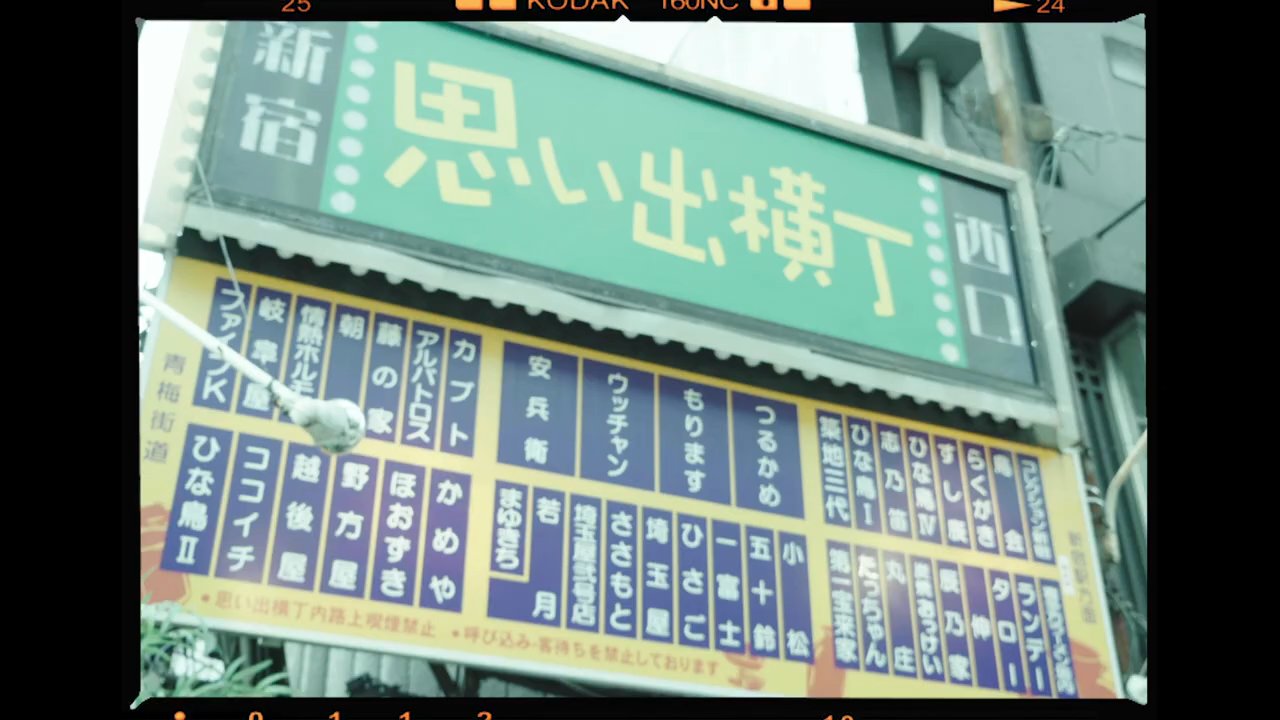 25
KODAK 160NC
24
新宿
思い出横丁
西口
青梅街道
ファインK
岐阜屋
情熱ホルモン
朝
藤の家
アルバトロス
カブト
安兵衛
ウッチャン
もります
つるかめ
築地三代
ひな鳥I
志乃笛
ひな鳥IV
すし辰
らくがき
鳥会
ひな鳥II
ココイチ
越後屋
野方屋
ほおずき
かめや
まゆきち
若月
埼玉屋弐号店
ささもと
埼玉屋
ひさご
一富士
五十鈴
小松
第一宝来家
たっちゃん
丸庄
辰乃家
タロー
ランデー
•思い出横丁内路上喫煙禁止 •呼び込み・客待ちを禁止しております